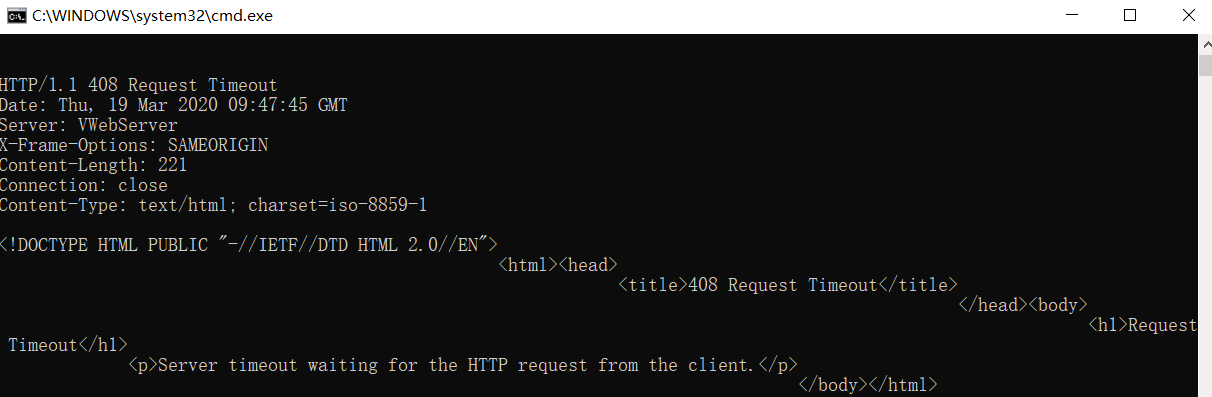 C:\WINDOWS\system32\cmd.exe
HTTP/1.1 408 Request Timeout
Date: Thu, 19 Mar 2020 09:47:45 GMT
Server: VWebServer
X-Frame-Options: SAMEORIGIN
Content-Length: 221
Connection: close
Content-Type: text/html; charset=iso-8859-1
<!DOCTYPE HTML PUBLIC "-//IETF//DTD HTML 2.0//EN">
<html><head>
<title>408 Request Timeout</title>
</head><body>
<h1>Request
Timeout</h1>
<p>Server timeout waiting for the HTTP request from the client.</p>
</body></html>